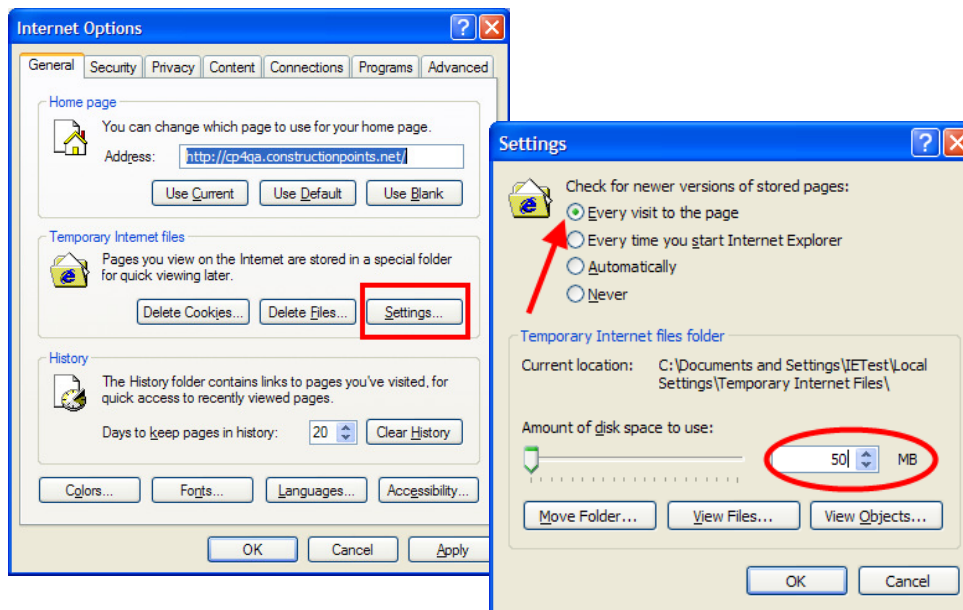 Internet Options
General Security Privacy Content Connections Programs Advanced
Home page
You can change which page to use for your home page.
Address: http://cp4qa.constructionpoints.net/
Use Current Use Default Use Blank
Temporary Internet files
Pages you view on the Internet are stored in a special folder
for quick viewing later.
Delete Cookies... Delete Files... Settings...
History
The History folder contains links to pages you've visited, for
quick access to recently viewed pages.
Days to keep pages in history: 20 Clear History
Colors... Fonts... Languages... Accessibility...
OK Cancel Apply
Settings
Check for newer versions of stored pages:
Every visit to the page
Every time you start Internet Explorer
Automatically
Never
Temporary Internet files folder
Current location: C:\Documents and Settings\IETest\Local
Settings\Temporary Internet Files\
Amount of disk space to use:
50 MB
Move Folder... View Files... View Objects...
OK Cancel